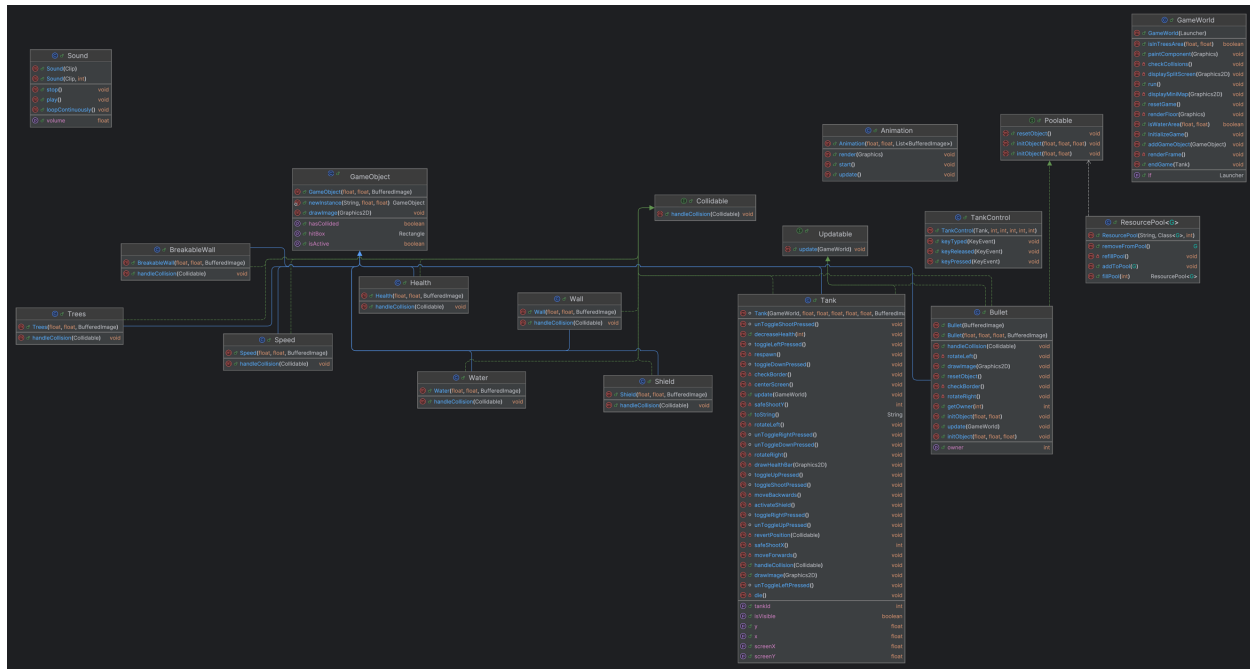 Sound
Sound(Clip)
Sound(Clip, int)
stop() void
play() void
loopContinuously() void
volume float
GameObject
GameObject(float, float, BufferedImage)
newInstance(String, float, float) GameObject
drawImage(Graphics2D) void
hasCollided boolean
hitBox Rectangle
isActive boolean
BreakableWall
BreakableWall(float, float, BufferedImage)
handleCollision(Collidable) void
Trees
Trees(float, float, BufferedImage)
handleCollision(Collidable) void
Speed
Speed(float, float, BufferedImage)
handleCollision(Collidable) void
Health
Health(float, float, BufferedImage)
handleCollision(Collidable) void
Wall
Wall(float, float, BufferedImage)
handleCollision(Collidable) void
Water
Water(float, float, BufferedImage)
handleCollision(Collidable) void
Shield
Shield(float, float, BufferedImage)
handleCollision(Collidable) void
Collidable
handleCollision(Collidable) void
Animation
Animation(float, float, List<BufferedImage>)
render(Graphics) void
start() void
update() void
Updatable
update(GameWorld) void
Tank
Tank(GameWorld, float, float, float, float, float, BufferedIma
unToggleShootPressed() void
decreaseHealth(int) void
toggleLeftPressed() void
respawn() void
toggleDownPressed() void
checkBorder() void
centerScreen() void
update(GameWorld) void
safeShootY() int
toString() String
rotateLeft() void
unToggleRightPressed() void
unToggleDownPressed() void
rotateRight() void
drawHealthBar(Graphics2D) void
toggleUpPressed() void
toggleShootPressed() void
moveBackwards() void
activateShield() void
toggleRightPressed() void
unToggleUpPressed() void
revertPosition(Collidable) void
safeShootX() int
moveForwards() void
handleCollision(Collidable) void
drawImage(Graphics2D) void
unToggleLeftPressed() void
die() void
tankId int
isVisible boolean
y float
x float
screenX float
screenY float
Poolable
resetObject() void
initObject(float, float) void
initObject(float, float, float) void
TankControl
TankControl(Tank, int, int, int, int, int)
keyTyped(KeyEvent) void
keyReleased(KeyEvent) void
keyPressed(KeyEvent) void
Bullet
Bullet(BufferedImage)
Bullet(float, float, float, BufferedImage)
handleCollision(Collidable) void
rotateLeft() void
drawImage(Graphics2D) void
resetObject() void
checkBorder() void
rotateRight() void
getOwner(int) int
initObject(float, float) void
update(GameWorld) void
initObject(float, float, float) void
owner int
ResourcePool<G>
ResourcePool(String, Class<G>, int)
removeFromPool() G
refillPool() void
addToPool(G) void
fillPool(int) ResourcePool<G>
GameWorld
GameWorld(Launcher)
isInTreesArea(float, float) boolean
paintComponent(Graphics) void
checkCollisions() void
displaySplitScreen(Graphics2D) void
run() void
displayMiniMap(Graphics2D) void
resetGame() void
renderFloor(Graphics) void
isWaterArea(float, float) boolean
initializeGame() void
addGameObject(GameObject) void
renderFrame() void
endGame(Tank) void
lf Launcher